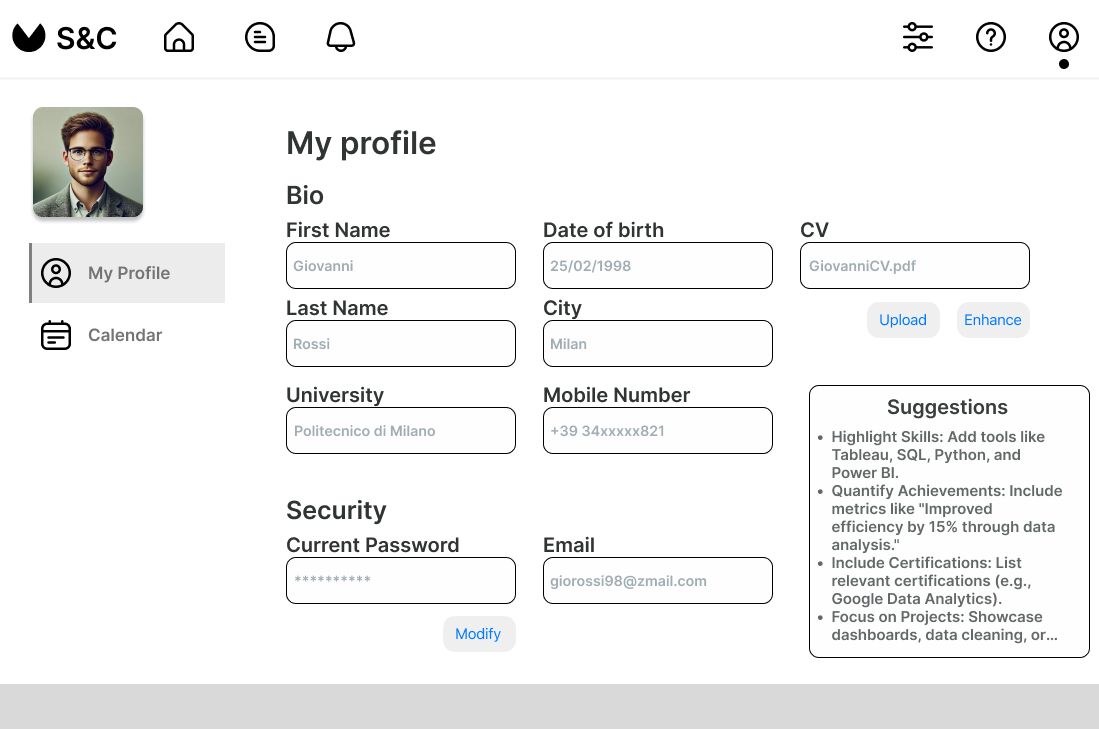 S&C
My profile
My Profile
Calendar
Bio
First Name
Giovanni
Date of birth
25/02/1998
CV
GiovanniCV.pdf
Upload
Enhance
Last Name
Rossi
City
Milan
University
Politecnico di Milano
Mobile Number
+39 34xxxxx821
Security
Current Password
**********
Modify
Email
giorossi98@zmail.com
Suggestions
• Highlight Skills: Add tools like
Tableau, SQL, Python, and
Power BI.
• Quantify Achievements: Include
metrics like "Improved
efficiency by 15% through data
analysis."
• Include Certifications: List
relevant certifications (e.g.,
Google Data Analytics).
• Focus on Projects: Showcase
dashboards, data cleaning, or…